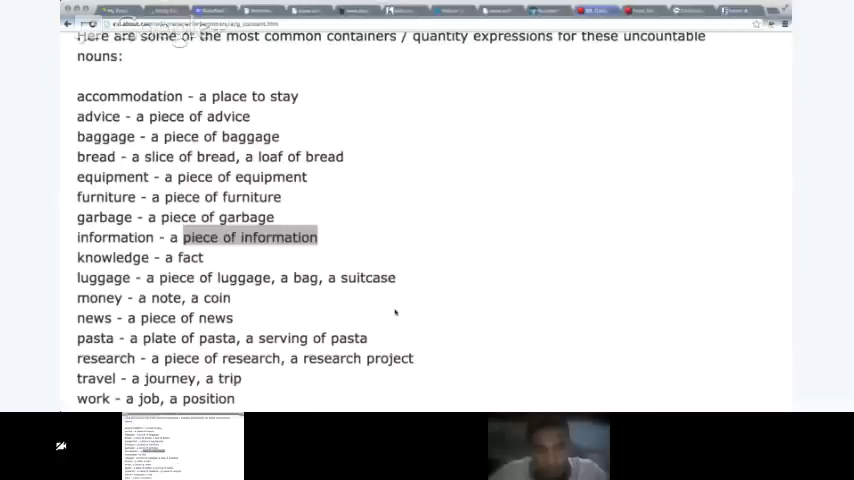 Here are some of the most common containers / quantity expressions for these uncountable
nouns:
accommodation - a place to stay
advice - a piece of advice
baggage - a piece of baggage
bread - a slice of bread, a loaf of bread
equipment - a piece of equipment
furniture - a piece of furniture
garbage - a piece of garbage
information - a piece of information
knowledge - a fact
luggage - a piece of luggage, a bag, a suitcase
money - a note, a coin
news - a piece of news
pasta - a plate of pasta, a serving of pasta
research - a piece of research, a research project
travel - a journey, a trip
work - a job, a position